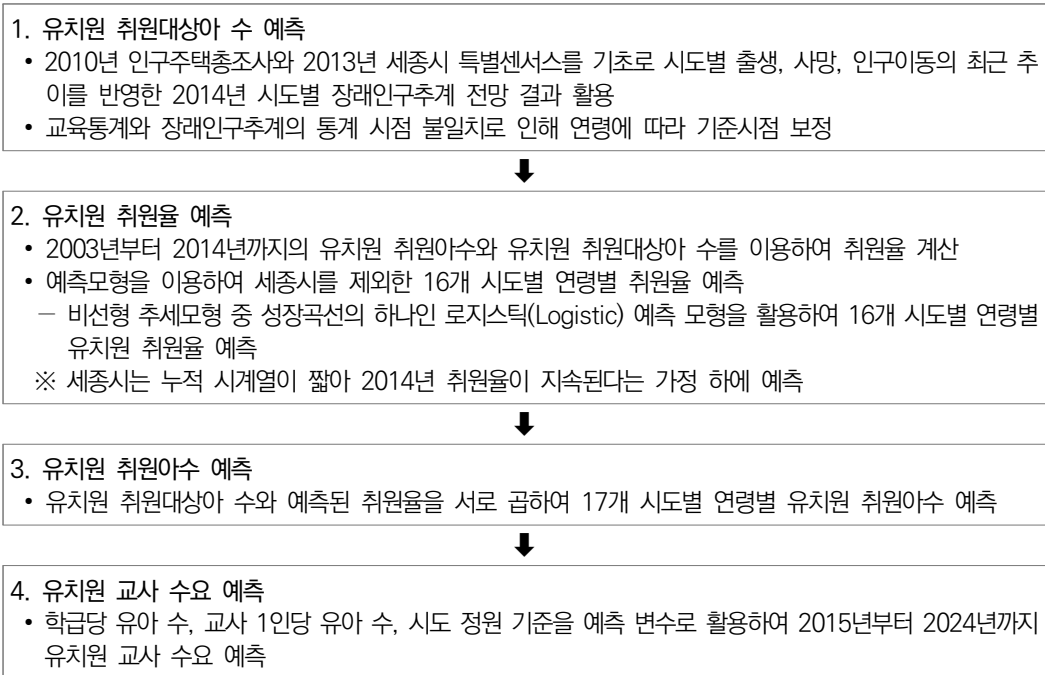 1. 유치원 취원대상아 수 예측
• 2010년 인구주택총조사와 2013년 세종시 특별센서스를 기초로 시도별 출생, 사망, 인구이동의 최근 추
이를 반영한 2014년 시도별 장래인구추계 전망 결과 활용
• 교육통계와 장래인구추계의 통계 시점 불일치로 인해 연령에 따라 기준시점 보정
2. 유치원 취원율 예측
• 2003년부터 2014년까지의 유치원 취원아수와 유치원 취원대상아 수를 이용하여 취원율 계산
• 예측모형을 이용하여 세종시를 제외한 16개 시도별 연령별 취원율 예측
― 비선형 추세모형 중 성장곡선의 하나인 로지스틱(Logistic) 예측 모형을 활용하여 16개 시도별 연령별
유치원 취원율 예측
※ 세종시는 누적 시계열이 짧아 2014년 취원율이 지속된다는 가정 하에 예측
3. 유치원 취원아수 예측
• 유치원 취원대상아 수와 예측된 취원율을 서로 곱하여 17개 시도별 연령별 유치원 취원아수 예측
4. 유치원 교사 수요 예측
• 학급당 유아 수, 교사 1인당 유아 수, 시도 정원 기준을 예측 변수로 활용하여 2015년부터 2024년까지
유치원 교사 수요 예측